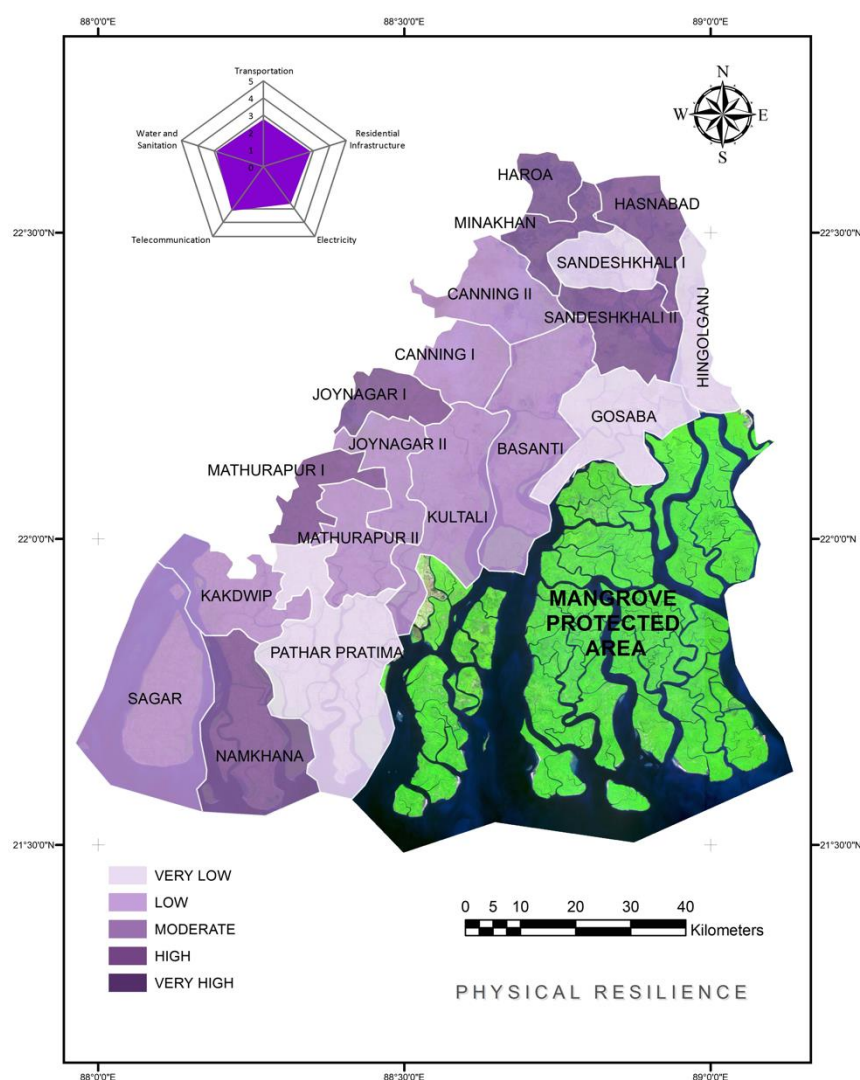 88°0'0"E
88°30'0"E
89°0'0"E
Transportation
5
4
3
2
1
0
Water and
Sanitation
Residential
Infrastructure
Telecommunication
Electricity
N
W
E
S
22°30'0"N
22°30'0"N
HAROA
HASNABAD
MINAKHAN
SANDESHKHALI I
CANNING II
SANDESHKHALI II
HINGOLGANJ
CANNING I
JOYNAGAR I
GOSABA
JOYNAGAR II
BASANTI
MATHURAPUR I
KULTALI
22°0'0"N
MATHURAPUR II
22°0'0"N
KAKDWIP
MANGROVE
PROTECTED
AREA
PATHAR PRATIMA
SAGAR
NAMKHANA
21°30'0"N
21°30'0"N
VERY LOW
LOW
MODERATE
HIGH
VERY HIGH
0 5 10 20 30 40
Kilometers
PHYSICAL RESILIENCE
88°0'0"E
88°30'0"E
89°0'0"E